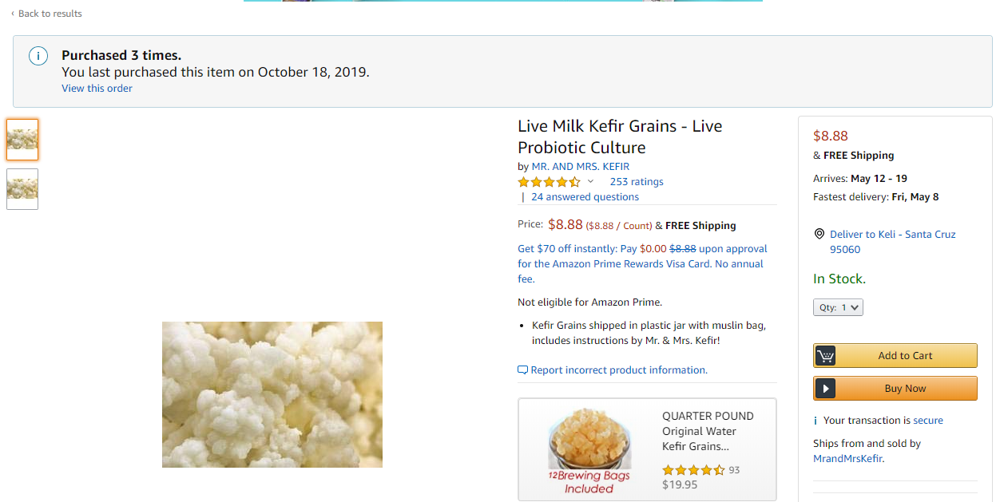 ‹ Back to results
Purchased 3 times.
You last purchased this item on October 18, 2019.
View this order
Live Milk Kefir Grains - Live
Probiotic Culture
by MR. AND MRS. KEFIR
253 ratings
| 24 answered questions
Price: $8.88 ($8.88 / Count) & FREE Shipping
Get $70 off instantly: Pay $0.00 $8.88 upon approval
for the Amazon Prime Rewards Visa Card. No annual
fee.
Not eligible for Amazon Prime.
• Kefir Grains shipped in plastic jar with muslin bag,
includes instructions by Mr. & Mrs. Kefir!
Report incorrect product information.
12Brewing Bags
Included
QUARTER POUND
Original Water
Kefir Grains...
93
$19.95
$8.88
& FREE Shipping
Arrives: May 12 - 19
Fastest delivery: Fri, May 8
Deliver to Keli - Santa Cruz
95060
In Stock.
Qty: 1
Add to Cart
Buy Now
Your transaction is secure
Ships from and sold by
MrandMrsKefir.